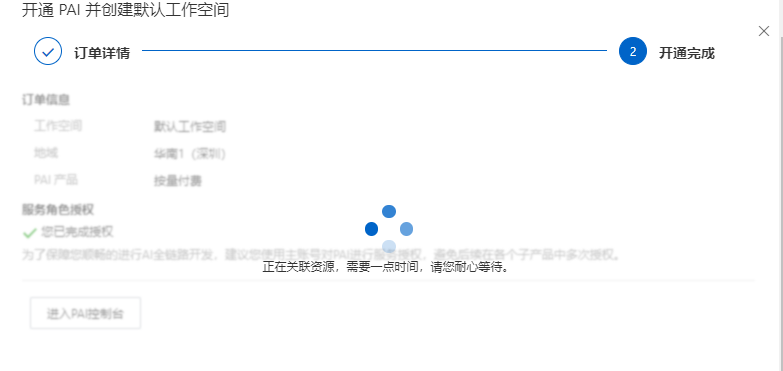 开通 PAI 并创建默认工作空间
订单详情
2 开通完成
订单信息
工作空间 默认工作空间
地域 华南1（深圳）
PAI 产品 按量付费
服务角色授权
您已完成授权
为了保障您顺畅的进行AI全链路开发，建议您使用主账号对PAI进行服务授权，避免后续在各个子产品中多次授权。
正在关联资源，需要一点时间，请您耐心等待。
进入PAI控制台